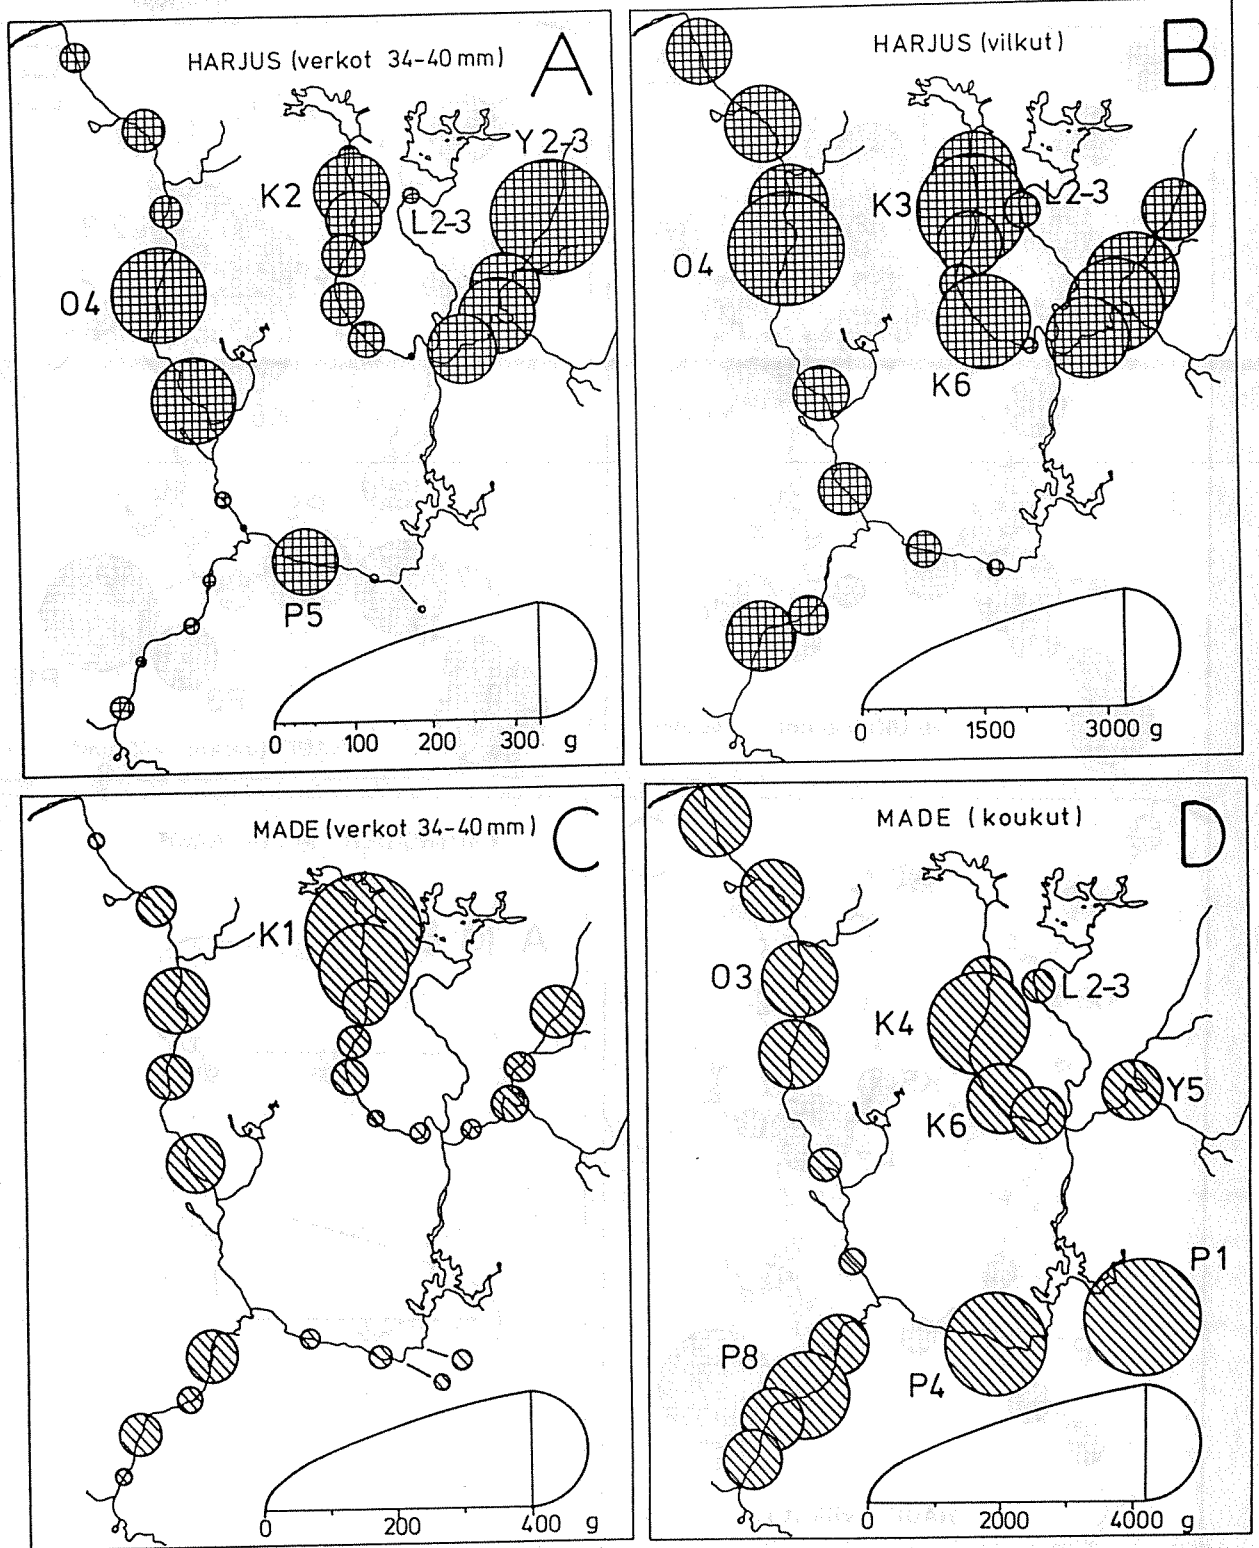 HARJUS (verkot 34-40 mm)
A
Y 2-3
K2
L2-3
O4
P5
0 100 200 300 g
HARJUS (vilkut)
B
K3
L2-3
O4
K6
0 1500 3000 g
MADE (verkot 34-40 mm)
C
K1
0 200 400 g
MADE (koukut)
D
O3
L 2-3
K4
Y5
K6
P1
P8
P4
0 2000 4000 g